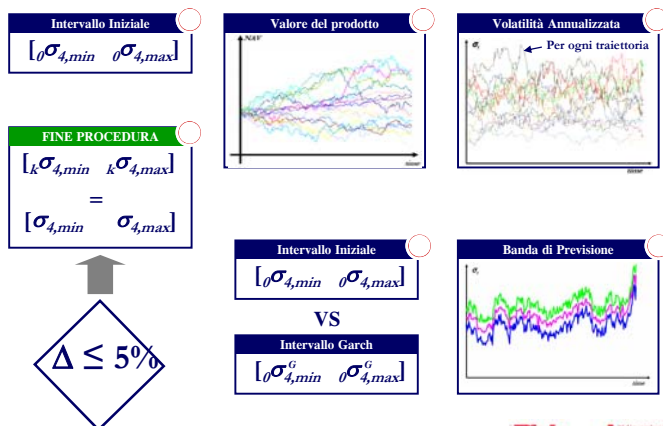 Intervallo Iniziale
[₀σ₄,min ₀σ₄,max]
Valore del prodotto
NAV
time
Volatilità Annualizzata
σₜ
Per ogni traiettoria
time
FINE PROCEDURA
[ₖσ₄,min ₖσ₄,max]
=
[σ₄,min σ₄,max]
Δ ≤ 5%
Intervallo Iniziale
[₀σ₄,min ₀σ₄,max]
VS
Intervallo Garch
[₀σᴳ₄,min ₀σᴳ₄,max]
Banda di Previsione
σₜ
time